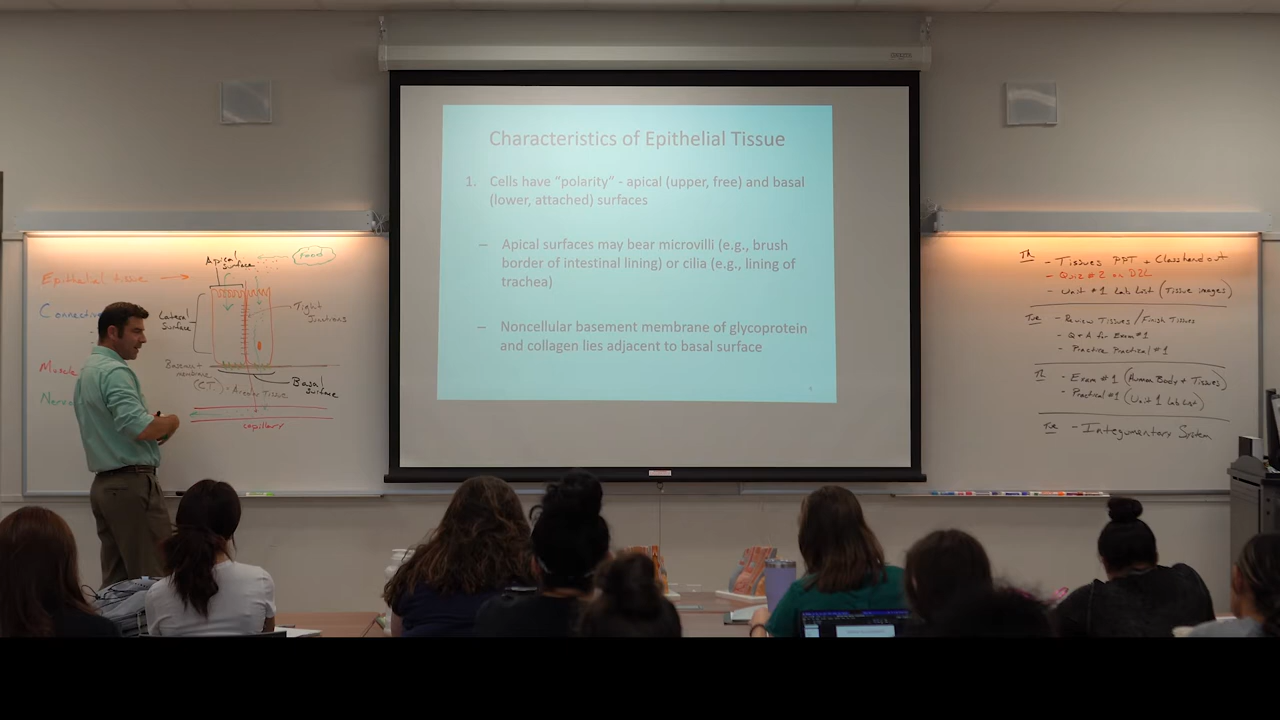 Characteristics of Epithelial Tissue
1. Cells have "polarity" - apical (upper, free) and basal
(lower, attached) surfaces
– Apical surfaces may bear microvilli (e.g., brush
border of intestinal lining) or cilia (e.g., lining of
trachea)
– Noncellular basement membrane of glycoprotein
and collagen lies adjacent to basal surface
Epithelial tissue →
Connectiv
Muscle
Nervo
Apical
Surface
Food
Lateral
Surface
Tight
Junctions
Basement
membrane
Basal
Surface
(C.T.) - Areolar Tissue
capillary
Th - Tissues PPT + Class handout
- Quiz #2 on D2L
- Unit #1 Lab List (Tissue images)
Tue - Review Tissues / Finish Tissues
- Q + A for Exam #1
- Practice Practical #1
Th - Exam #1 (Human Body + Tissues)
- Practical #1 (Unit 1 Lab List)
Tue - Integumentary System